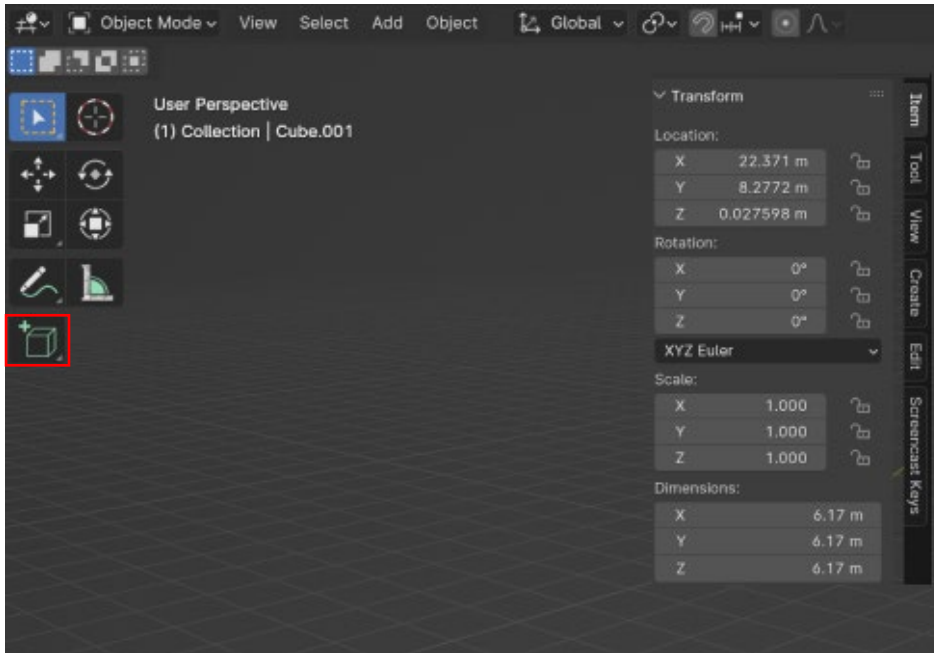 Object Mode View Select Add Object Global
User Perspective
(1) Collection | Cube.001
Transform
Location:
X 22.371 m
Y 8.2772 m
Z 0.027598 m
Rotation:
X 0°
Y 0°
Z 0°
XYZ Euler
Scale:
X 1.000
Y 1.000
Z 1.000
Dimensions:
X 6.17 m
Y 6.17 m
Z 6.17 m
Item
Tool
View
Create
Edit
Screencast Keys